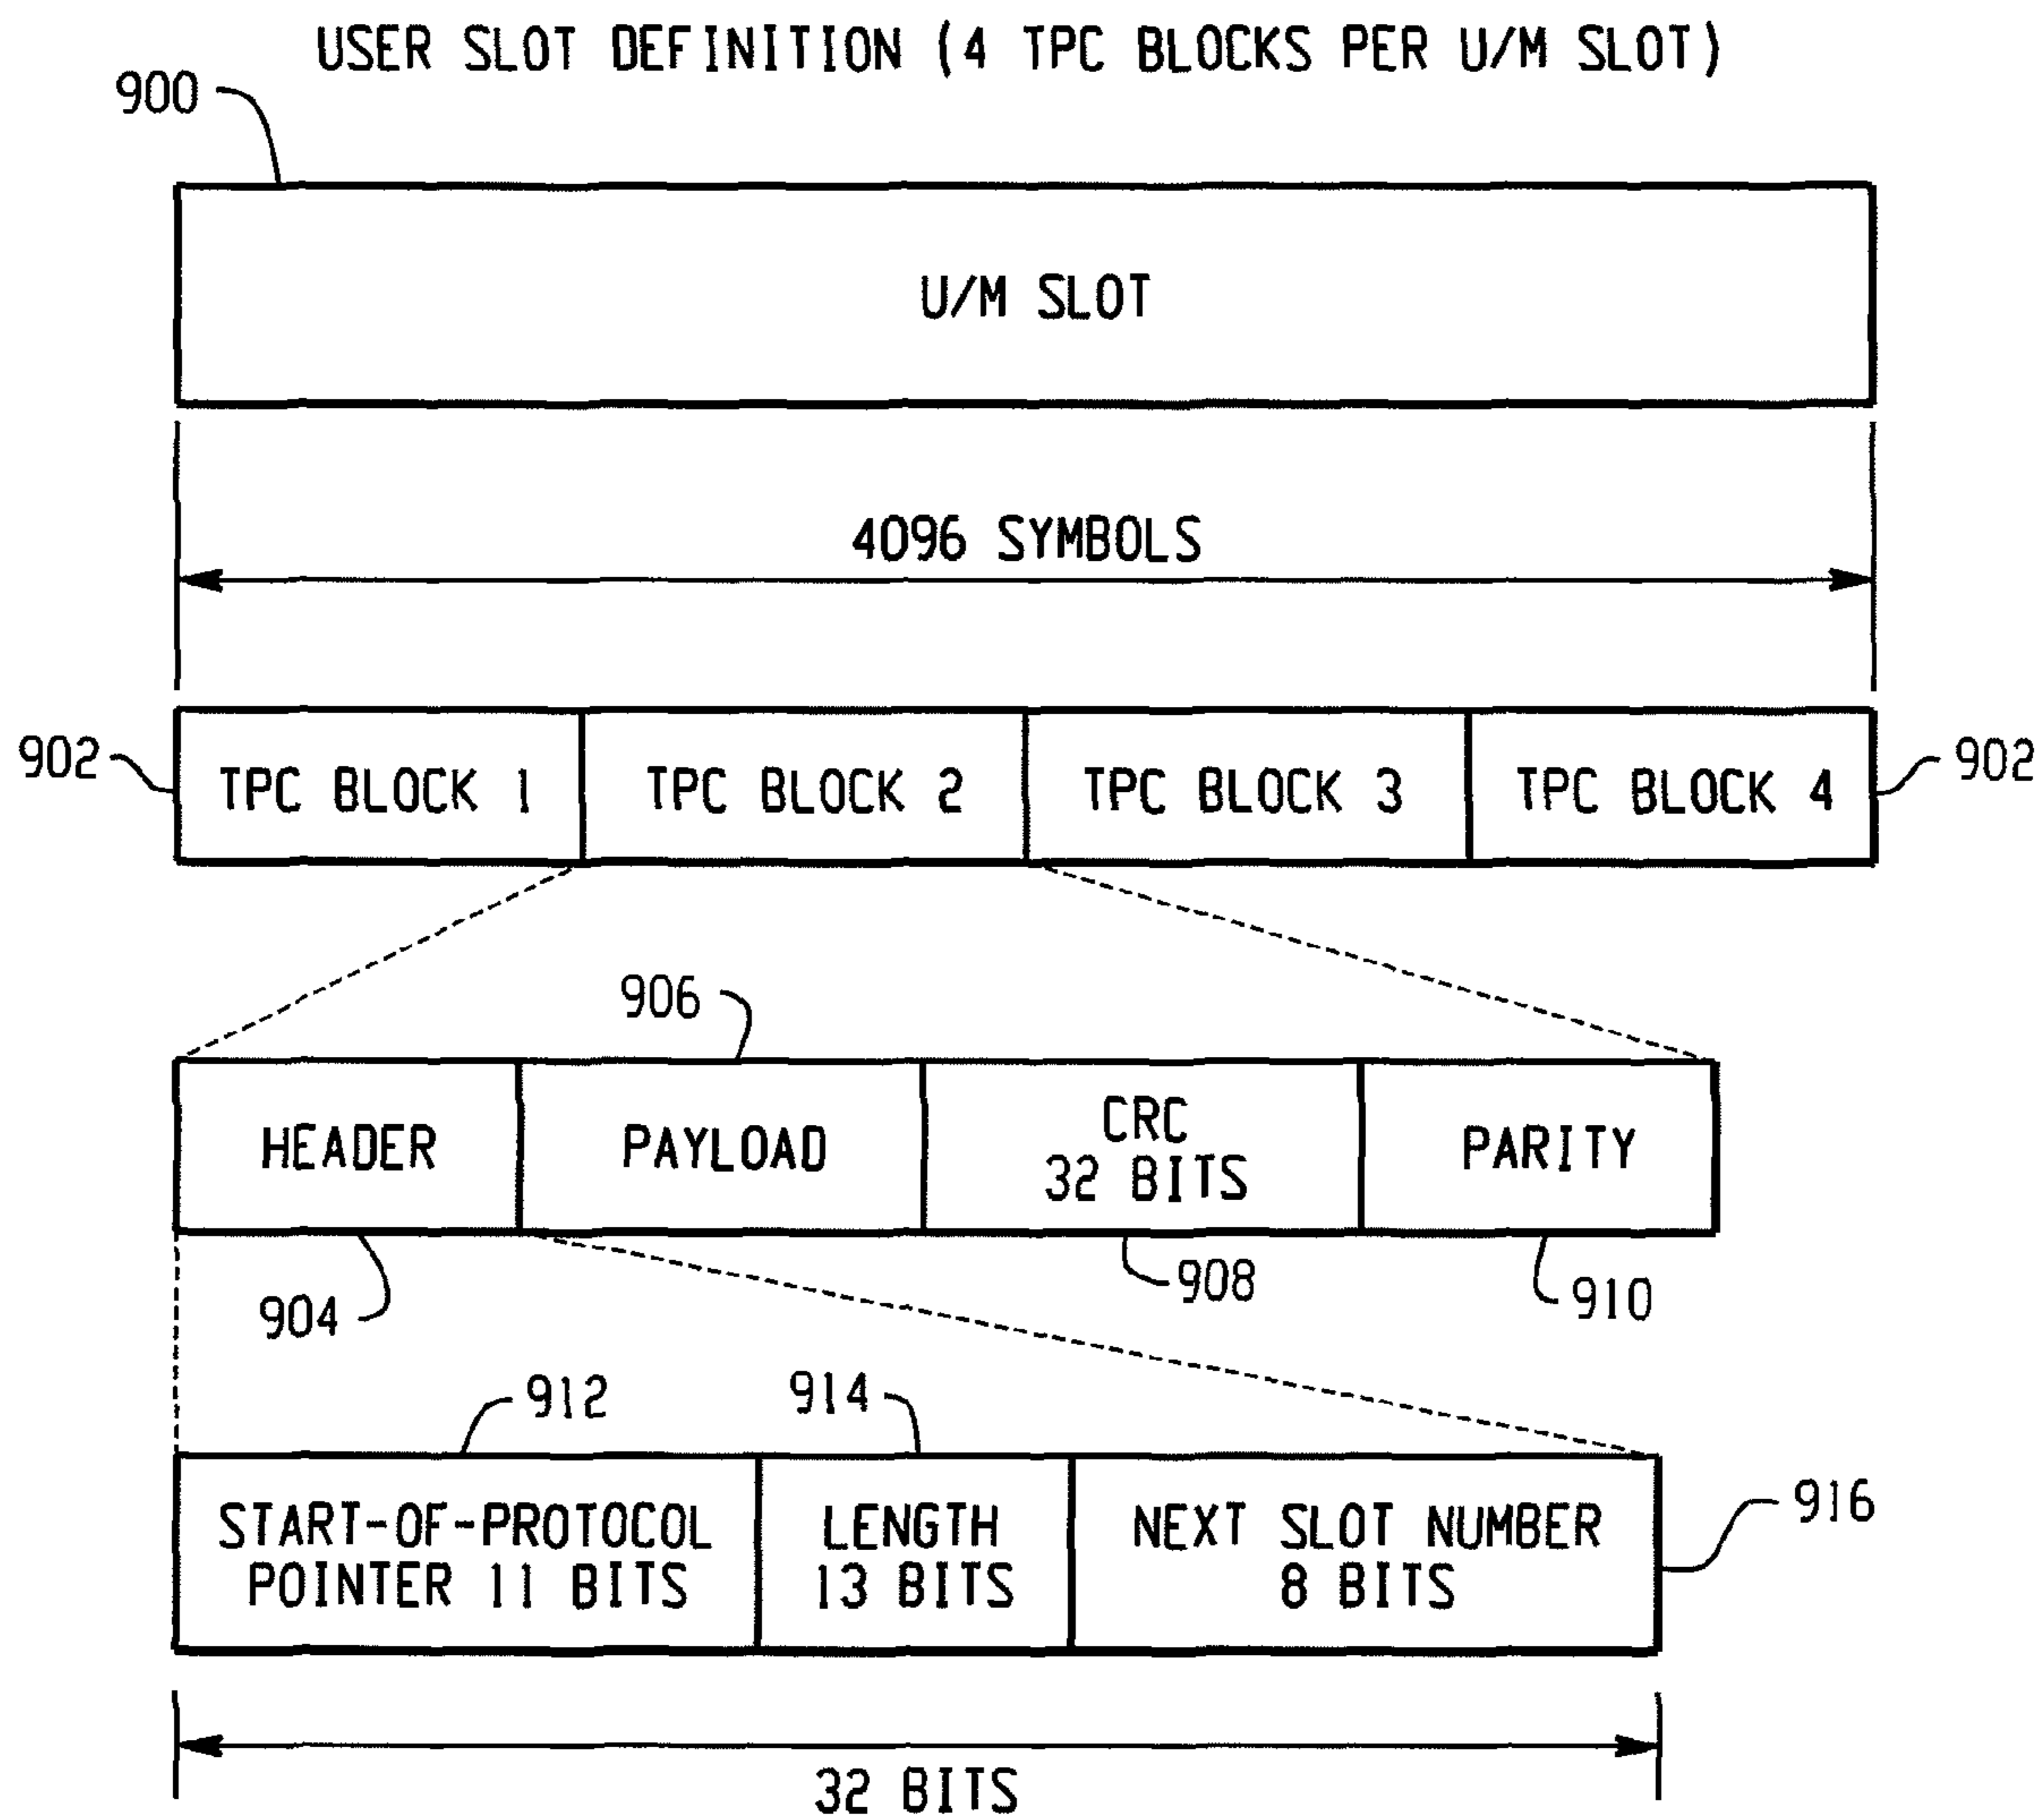 USER SLOT DEFINITION (4 TPC BLOCKS PER U/M SLOT)
900
U/M SLOT
4096 SYMBOLS
902
TPC BLOCK 1
TPC BLOCK 2
TPC BLOCK 3
TPC BLOCK 4
902
906
HEADER
PAYLOAD
CRC
32 BITS
PARITY
904
908
910
912
914
START-OF-PROTOCOL
POINTER 11 BITS
LENGTH
13 BITS
NEXT SLOT NUMBER
8 BITS
916
32 BITS